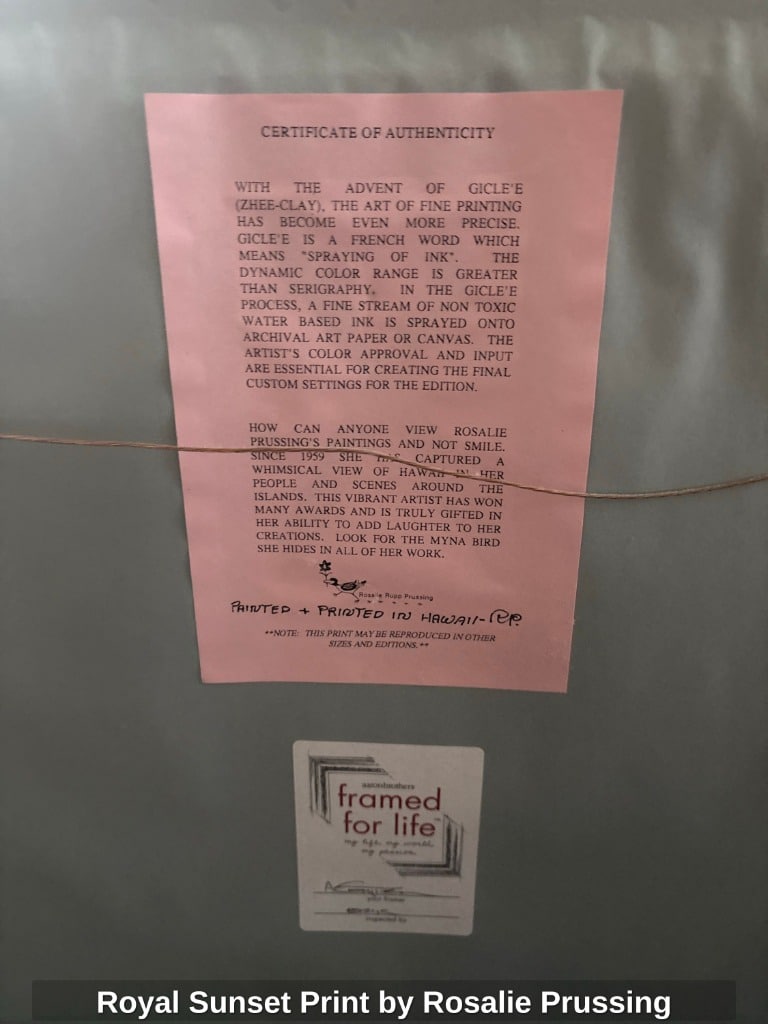 CERTIFICATE OF AUTHENTICITY
WITH THE ADVENT OF GICLE'E
(ZHEE-CLAY), THE ART OF FINE PRINTING
HAS BECOME EVEN MORE PRECISE.
GICLE'E IS A FRENCH WORD WHICH
MEANS "SPRAYING OF INK". THE
DYNAMIC COLOR RANGE IS GREATER
THAN SERIGRAPHY. IN THE GICLE'E
PROCESS, A FINE STREAM OF NON TOXIC
WATER BASED INK IS SPRAYED ONTO
ARCHIVAL ART PAPER OR CANVAS. THE
ARTIST'S COLOR APPROVAL AND INPUT
ARE ESSENTIAL FOR CREATING THE FINAL
CUSTOM SETTINGS FOR THE EDITION.
HOW CAN ANYONE VIEW ROSALIE
PRUSSING'S PAINTINGS AND NOT SMILE.
SINCE 1959 SHE HAS CAPTURED A
WHIMSICAL VIEW OF HAWAII IN HER
PEOPLE AND SCENES AROUND THE
ISLANDS. THIS VIBRANT ARTIST HAS WON
MANY AWARDS AND IS TRULY GIFTED IN
HER ABILITY TO ADD LAUGHTER TO HER
CREATIONS. LOOK FOR THE MYNA BIRD
SHE HIDES IN ALL OF HER WORK.
Rosalie Rupp Prussing
PAINTED + PRINTED IN HAWAII - RP.
**NOTE: THIS PRINT MAY BE REPRODUCED IN OTHER
SIZES AND EDITIONS.**
aaronbrothers
framed
for life™
my life. my world.
my passion.
your framer
inspected by
Royal Sunset Print by Rosalie Prussing